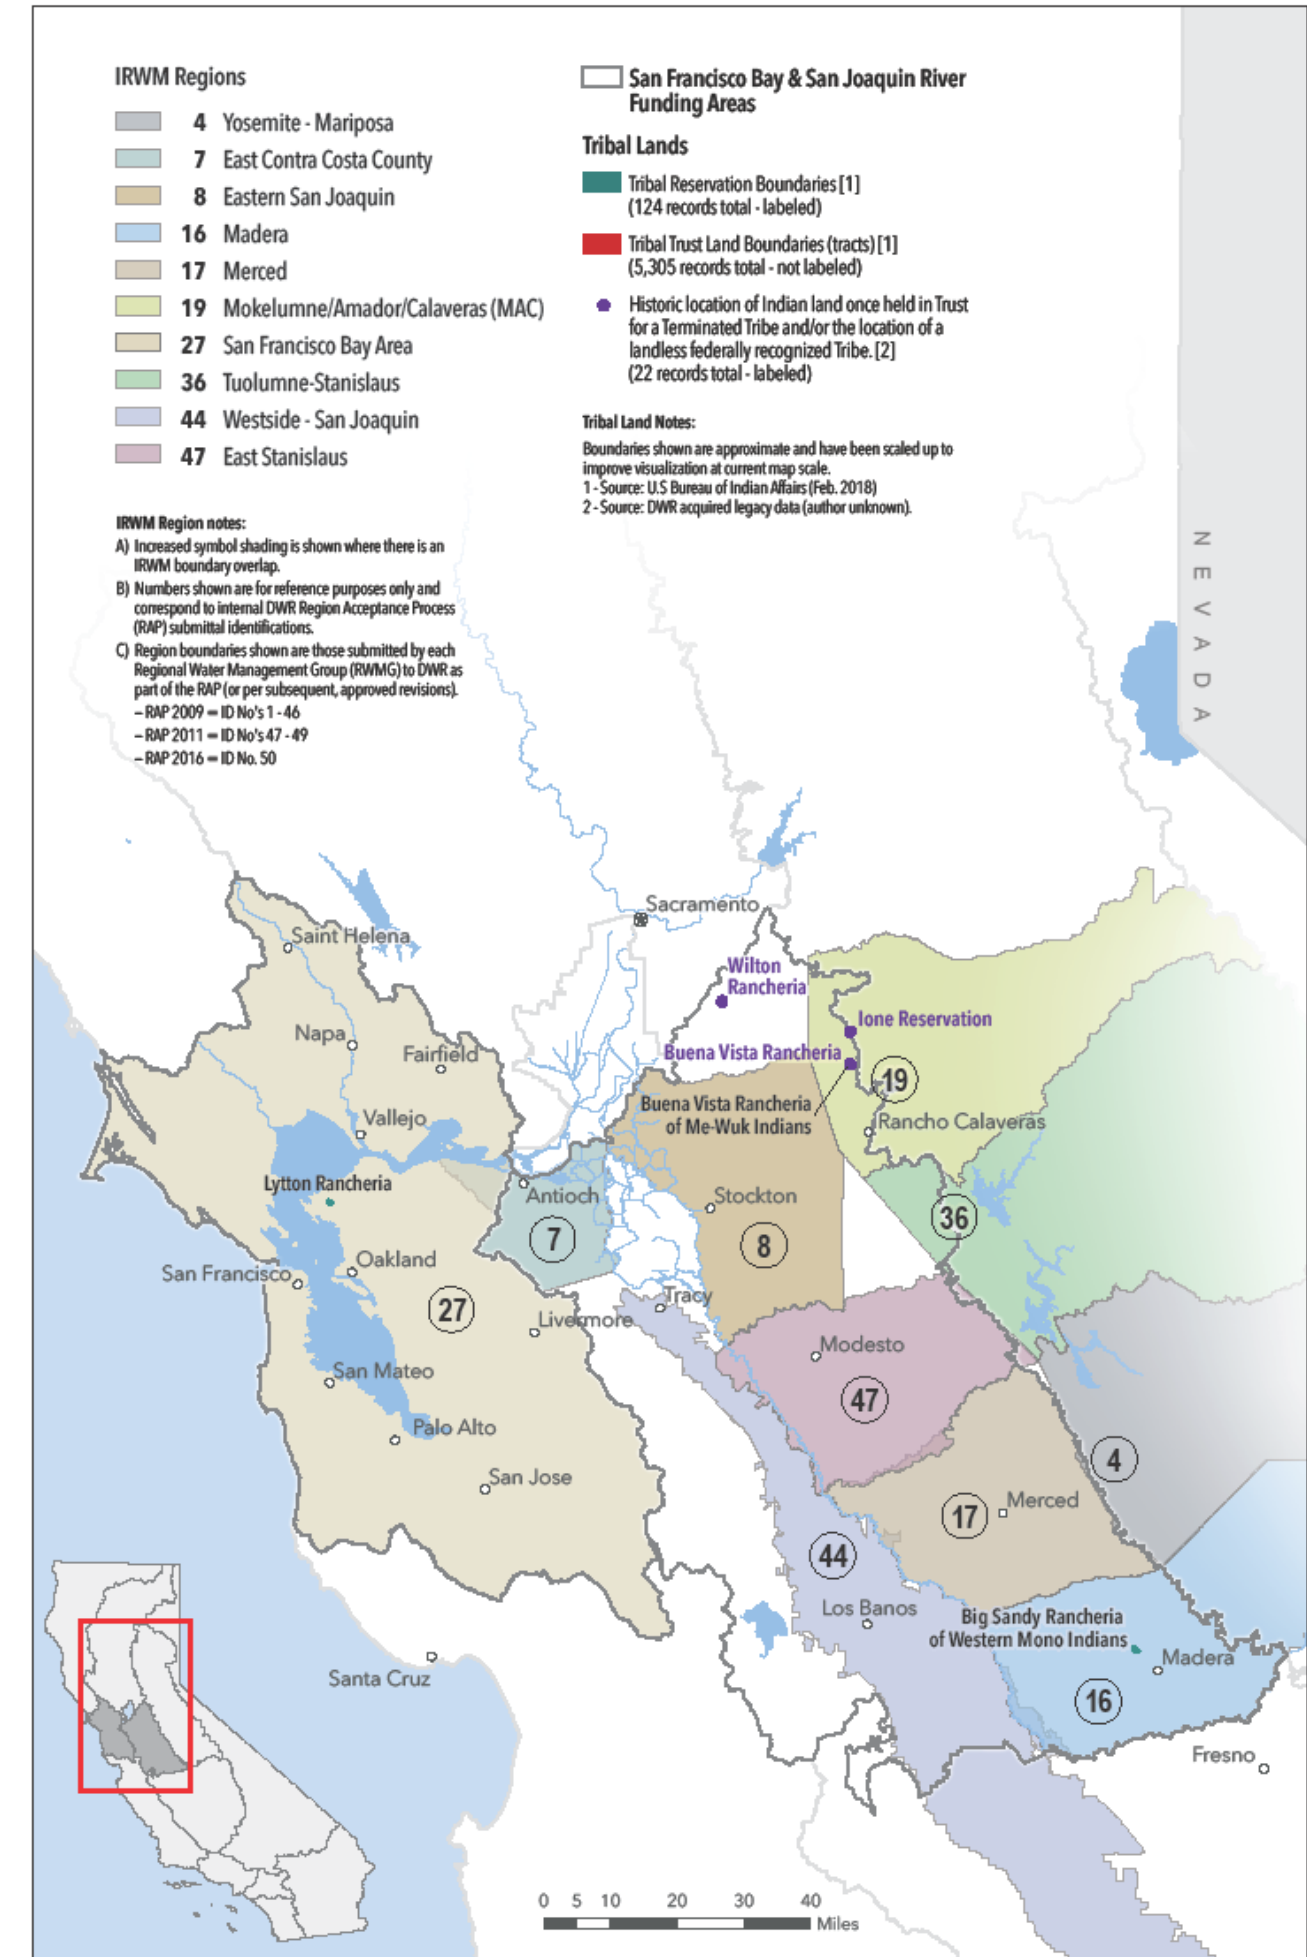 IRWM Regions
4 Yosemite - Mariposa
7 East Contra Costa County
8 Eastern San Joaquin
16 Madera
17 Merced
19 Mokelumne/Amador/Calaveras (MAC)
27 San Francisco Bay Area
36 Tuolumne-Stanislaus
44 Westside - San Joaquin
47 East Stanislaus
IRWM Region notes:
A) Increased symbol shading is shown where there is an
IRWM boundary overlap.
B) Numbers shown are for reference purposes only and
correspond to internal DWR Region Acceptance Process
(RAP) submittal identifications.
C) Region boundaries shown are those submitted by each
Regional Water Management Group (RWMG) to DWR as
part of the RAP (or per subsequent, approved revisions).
– RAP 2009 = ID No's 1 - 46
– RAP 2011 = ID No's 47 - 49
– RAP 2016 = ID No. 50
San Francisco Bay & San Joaquin River
Funding Areas
Tribal Lands
Tribal Reservation Boundaries [1]
(124 records total - labeled)
Tribal Trust Land Boundaries (tracts) [1]
(5,305 records total - not labeled)
Historic location of Indian land once held in Trust
for a Terminated Tribe and/or the location of a
landless federally recognized Tribe. [2]
(22 records total - labeled)
Tribal Land Notes:
Boundaries shown are approximate and have been scaled up to
improve visualization at current map scale.
1 - Source: U.S Bureau of Indian Affairs (Feb. 2018)
2 - Source: DWR acquired legacy data (author unknown).
NEVADA
Sacramento
Saint Helena
Wilton
Rancheria
Ione Reservation
Napa
Fairfield
Buena Vista Rancheria
19
Buena Vista Rancheria
of Me-Wuk Indians
Vallejo
Rancho Calaveras
Lytton Rancheria
Antioch
Stockton
36
7
8
Oakland
San Francisco
27
Tracy
Livermore
Modesto
San Mateo
47
Palo Alto
4
San Jose
Merced
17
44
Los Banos
Big Sandy Rancheria
of Western Mono Indians
Madera
Santa Cruz
16
Fresno
0 5 10 20 30 40
Miles